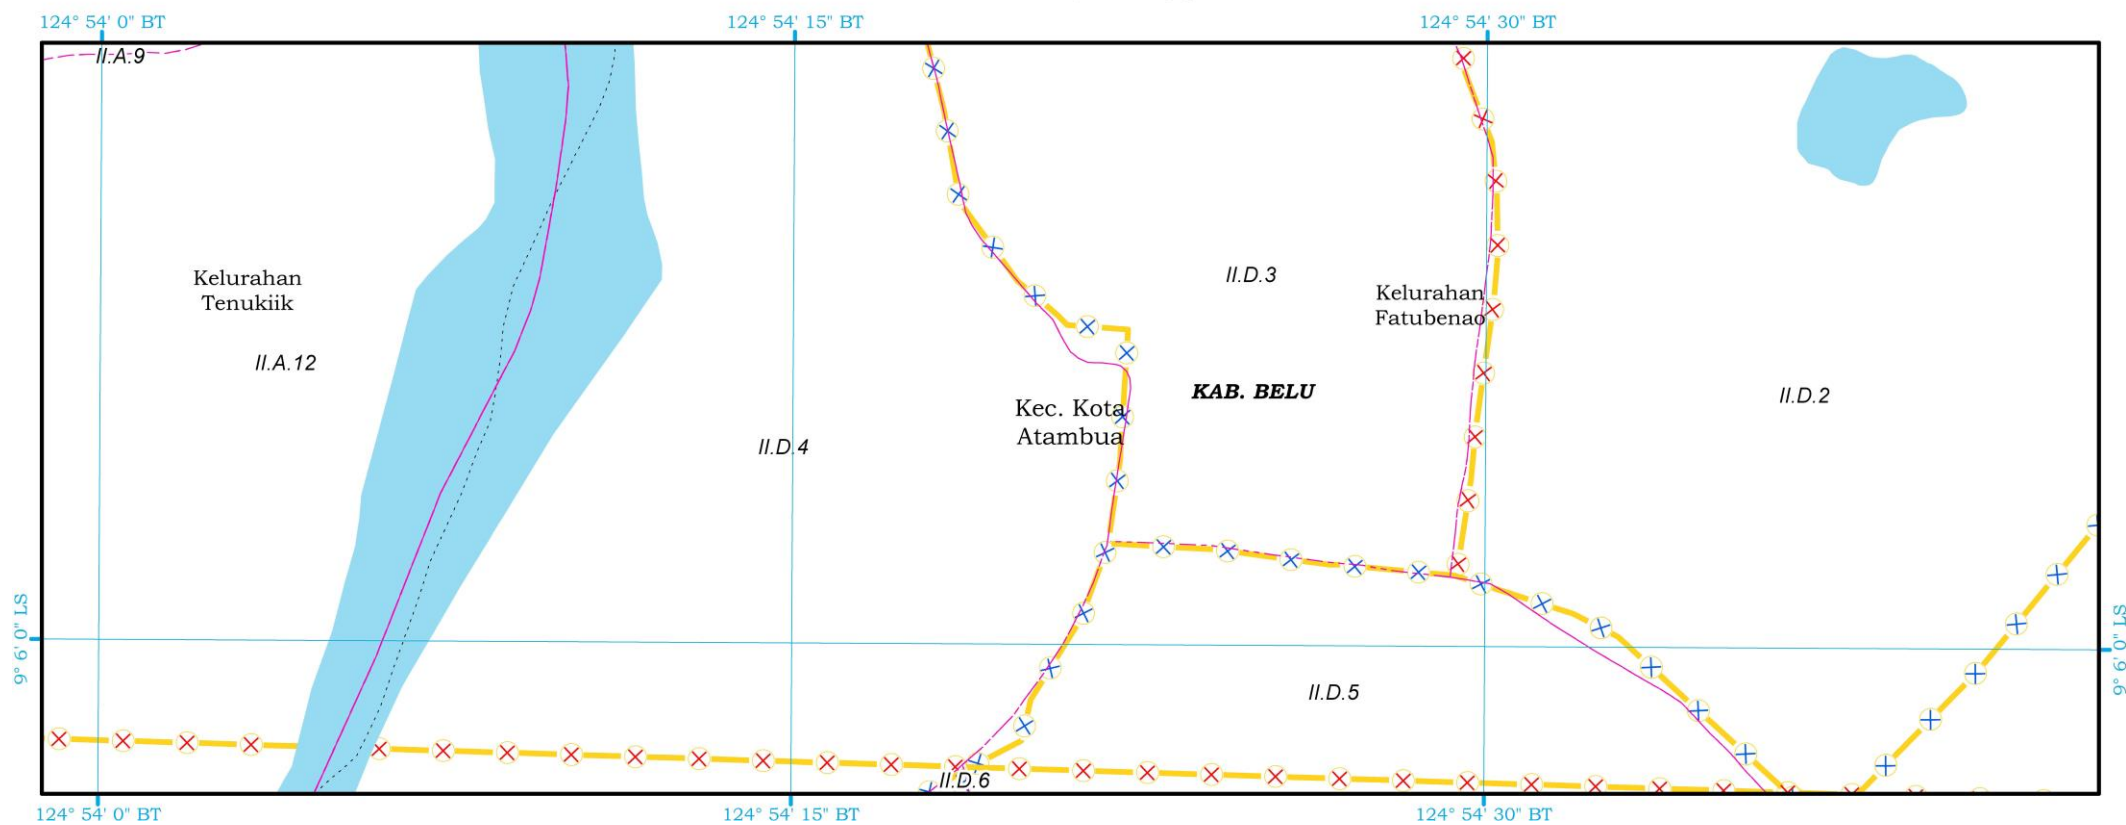 124° 54' 0" BT
124° 54' 15" BT
124° 54' 30" BT
II.A.9
Kelurahan
Tenukiik
II.A.12
II.D.4
II.D.3
Kelurahan
Fatubenao
KAB. BELU
Kec. Kota
Atambua
II.D.2
9° 6' 0" LS
9° 6' 0" LS
II.D.5
II.D.6
124° 54' 0" BT
124° 54' 15" BT
124° 54' 30" BT